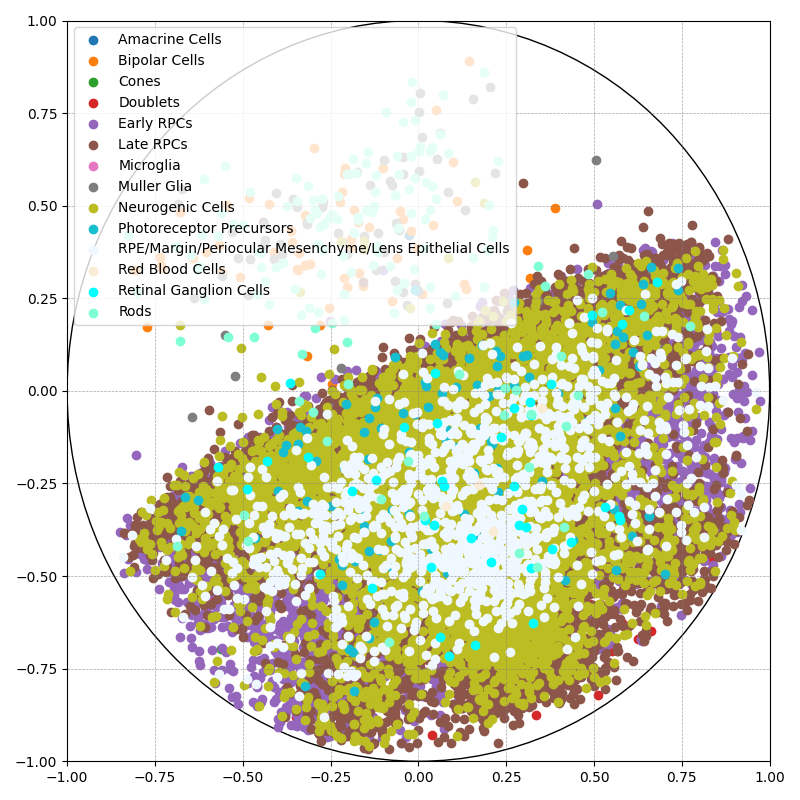 1.00
0.75
0.50
0.25
0.00
−0.25
−0.50
−0.75
−1.00
Amacrine Cells
Bipolar Cells
Cones
Doublets
Early RPCs
Late RPCs
Microglia
Muller Glia
Neurogenic Cells
Photoreceptor Precursors
RPE/Margin/Periocular Mesenchyme/Lens Epithelial Cells
Red Blood Cells
Retinal Ganglion Cells
Rods
−1.00 −0.75 −0.50 −0.25 0.00 0.25 0.50 0.75 1.00